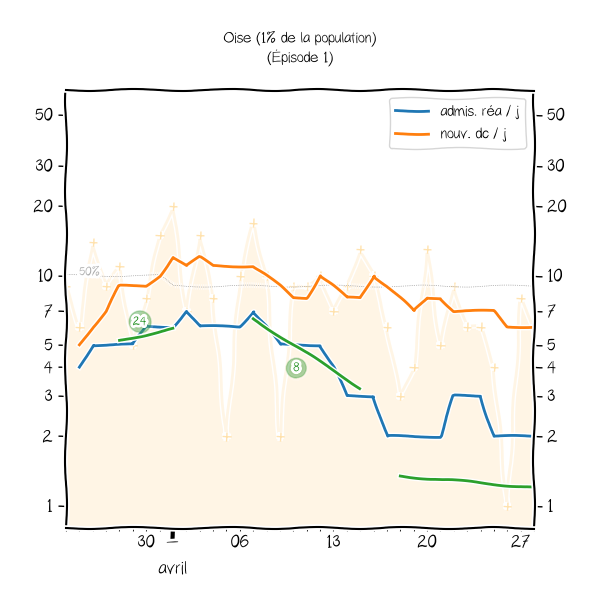 Oise (1% de la population)
(Épisode 1)
admis. réa / j
nouv. dc / j
50 50
30 30
20 20
50%
10 10
7 7
24
5 5
8
4 4
3 3
2 2
1 1
30 1 06 13 20 27
avril